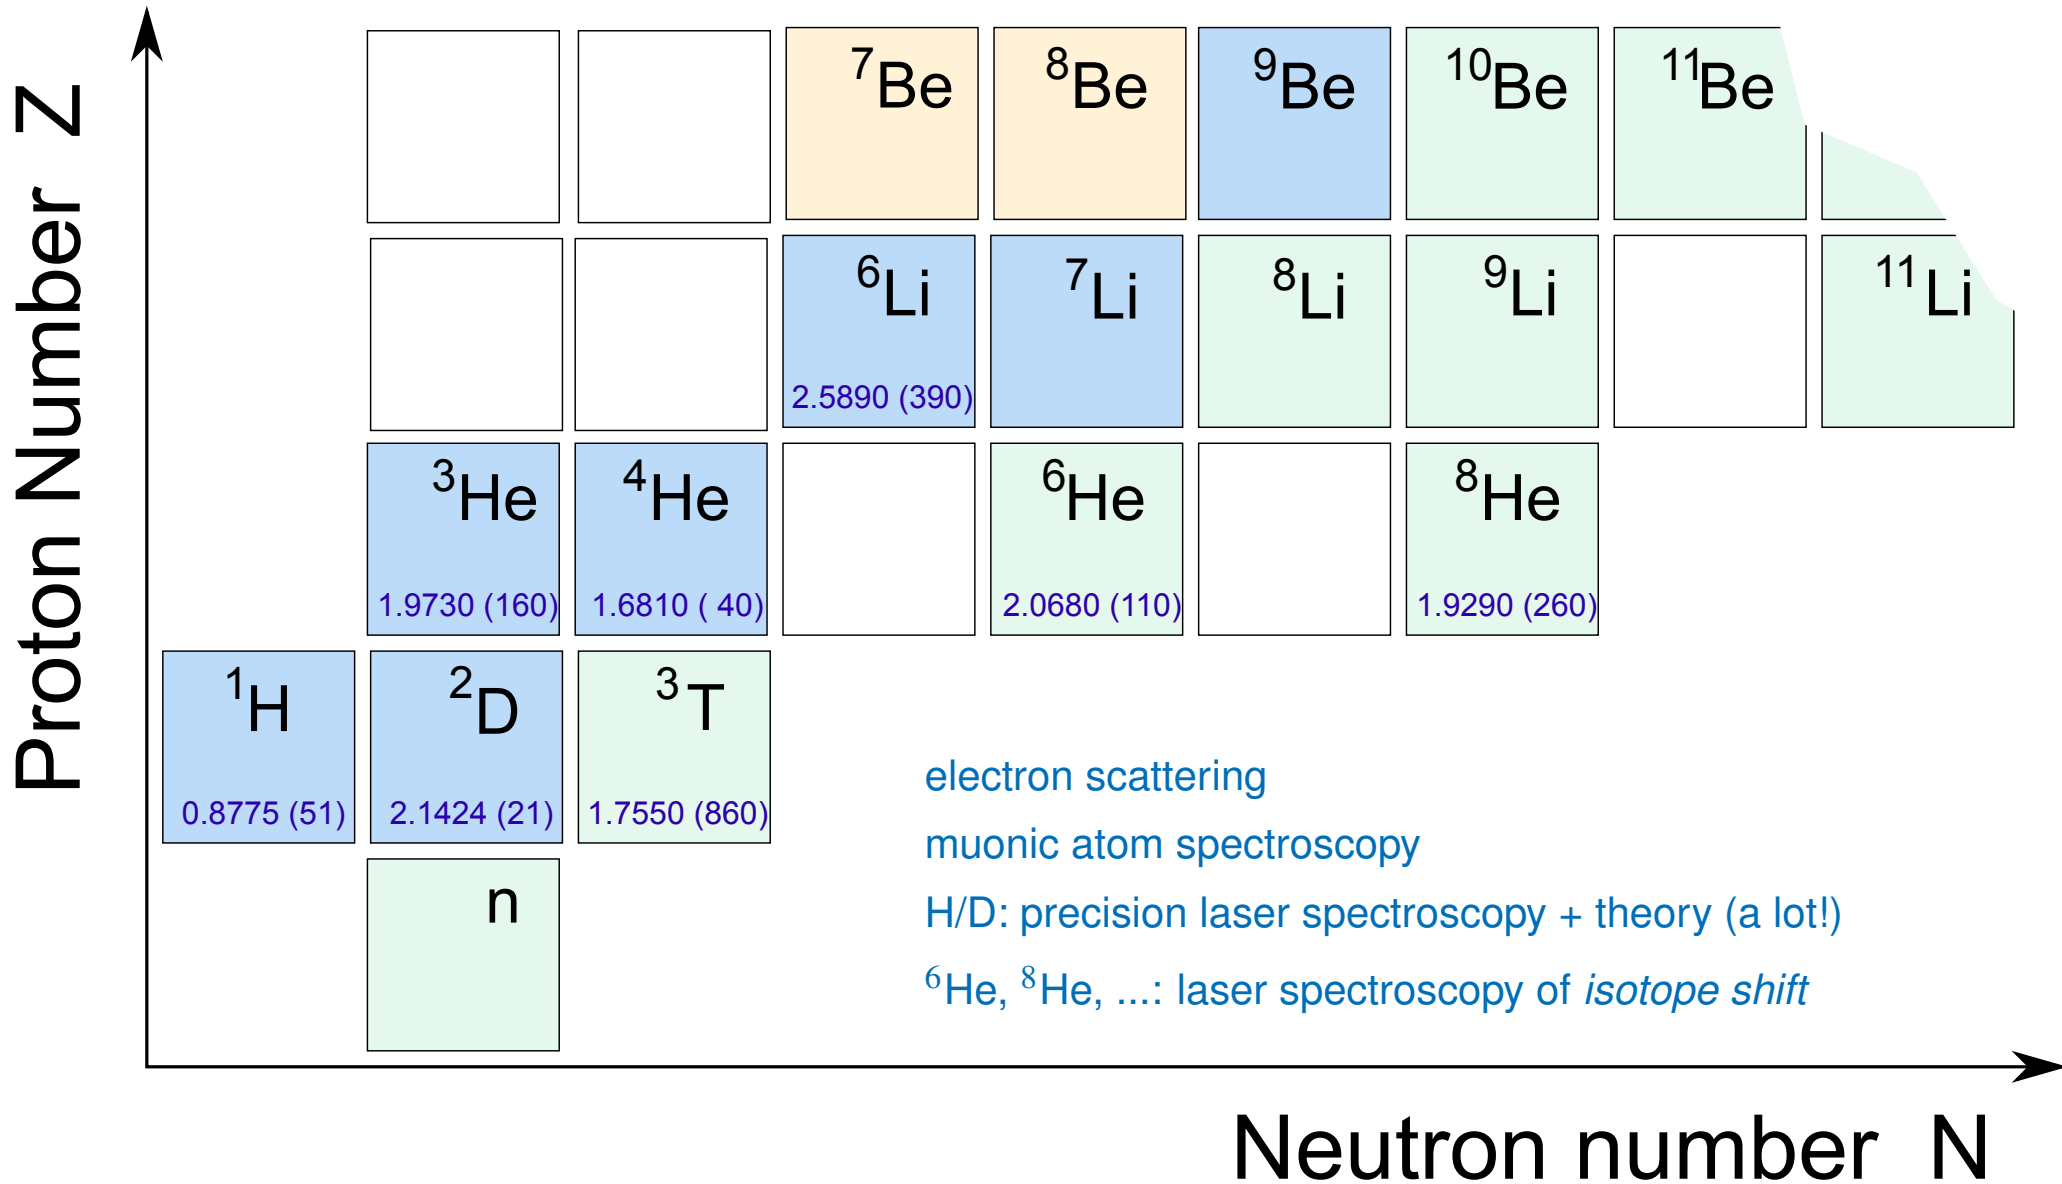 Proton Number Z
⁷Be ⁸Be ⁹Be ¹⁰Be ¹¹Be
⁶Li ⁷Li ⁸Li ⁹Li ¹¹Li
2.5890 (390)
³He ⁴He ⁶He ⁸He
1.9730 (160) 1.6810 ( 40) 2.0680 (110) 1.9290 (260)
¹H ²D ³T
0.8775 (51) 2.1424 (21) 1.7550 (860)
n
electron scattering
muonic atom spectroscopy
H/D: precision laser spectroscopy + theory (a lot!)
⁶He, ⁸He, ...: laser spectroscopy of isotope shift
Neutron number N